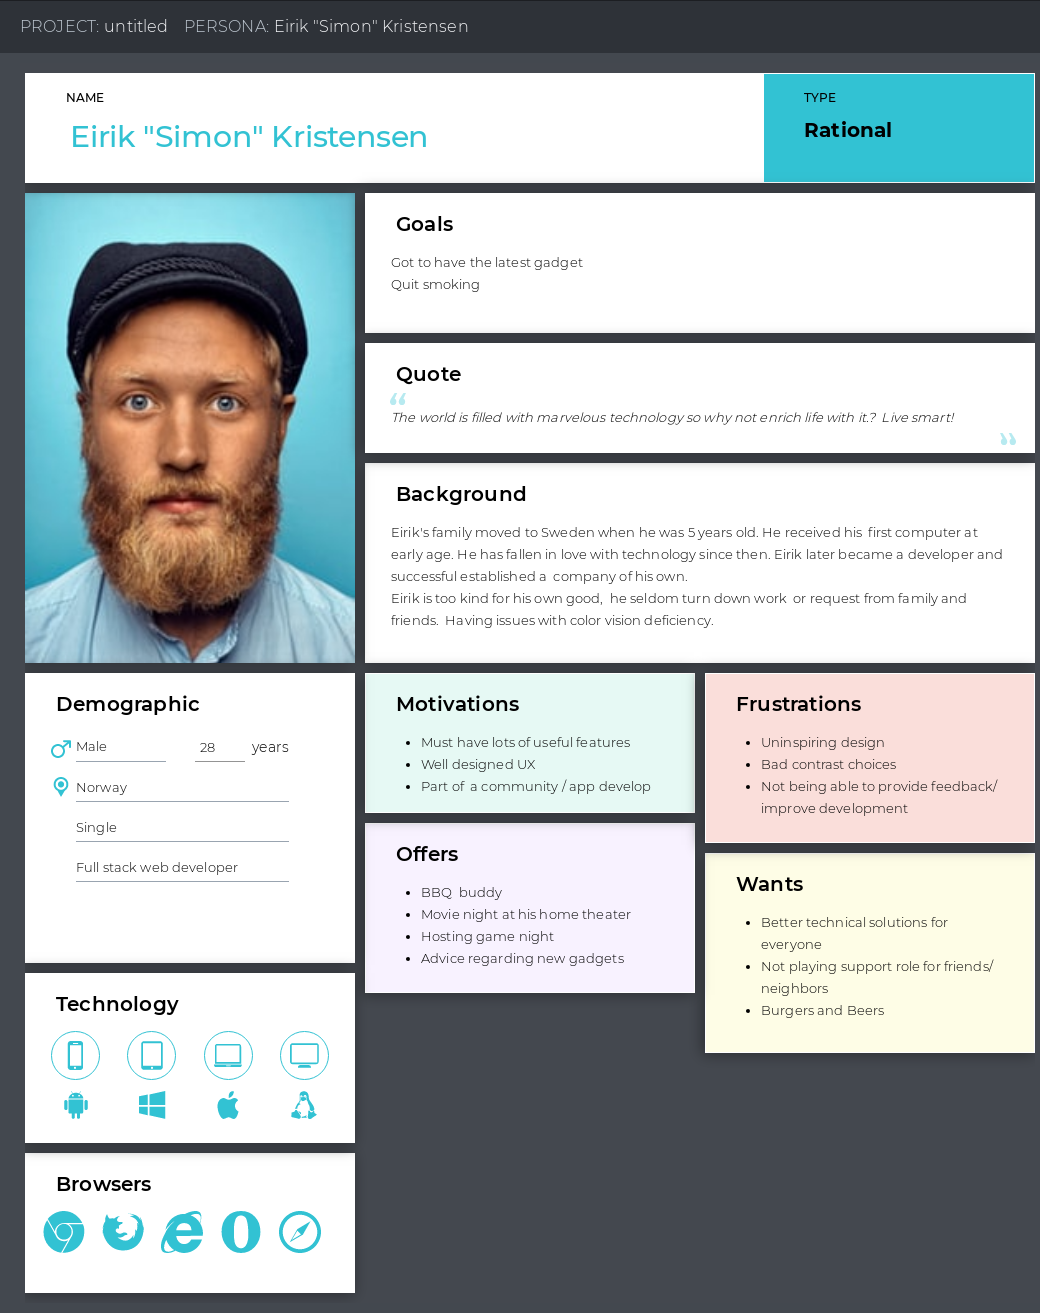 PROJECT: untitled PERSONA: Eirik "Simon" Kristensen
NAME
Eirik "Simon" Kristensen
TYPE
Rational
Goals
Got to have the latest gadget
Quit smoking
Quote
“
The world is filled with marvelous technology so why not enrich life with it.? Live smart!
”
Background
Eirik's family moved to Sweden when he was 5 years old. He received his first computer at
early age. He has fallen in love with technology since then. Eirik later became a developer and
successful established a company of his own.
Eirik is too kind for his own good, he seldom turn down work or request from family and
friends. Having issues with color vision deficiency.
Demographic
Male 28 years
Norway
Single
Full stack web developer
Technology
Browsers
Motivations
• Must have lots of useful features
• Well designed UX
• Part of a community / app develop
Offers
• BBQ buddy
• Movie night at his home theater
• Hosting game night
• Advice regarding new gadgets
Frustrations
• Uninspiring design
• Bad contrast choices
• Not being able to provide feedback/
improve development
Wants
• Better technical solutions for
everyone
• Not playing support role for friends/
neighbors
• Burgers and Beers